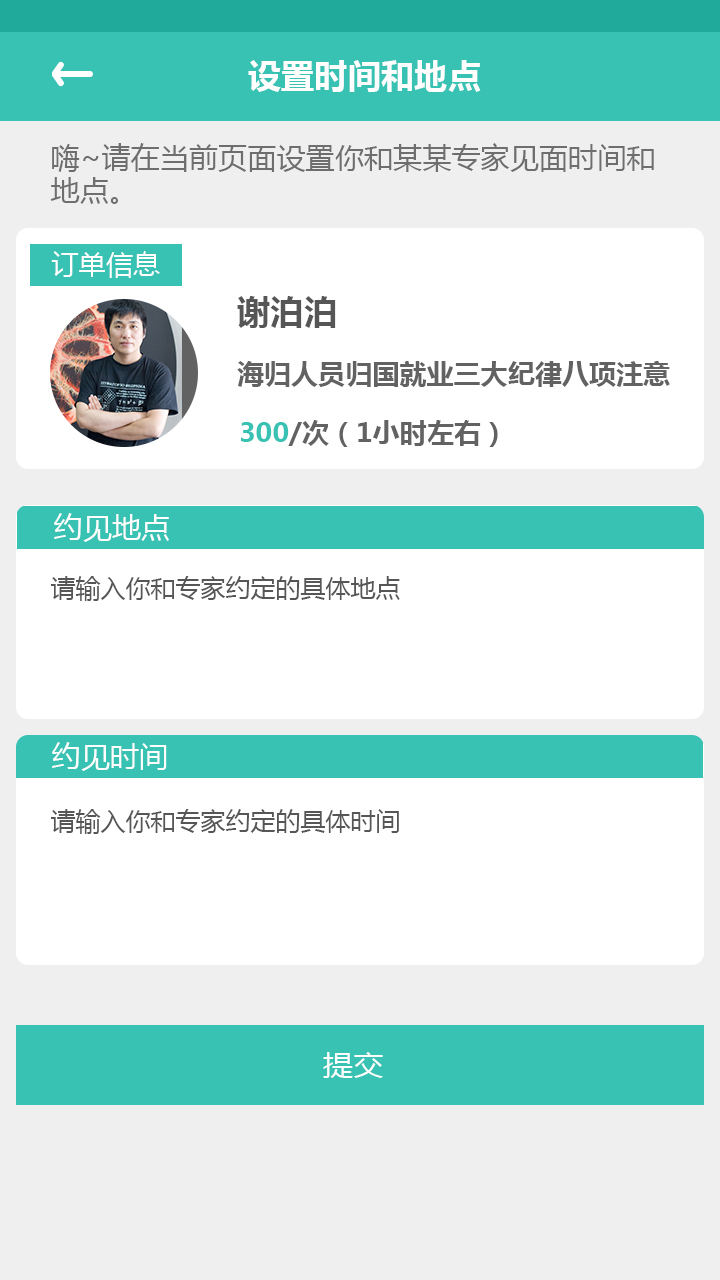 设置时间和地点
嗨~请在当前页面设置你和某某专家见面时间和
地点。
订单信息
谢泊泊
海归人员归国就业三大纪律八项注意
300/次（1小时左右）
约见地点
请输入你和专家约定的具体地点
约见时间
请输入你和专家约定的具体时间
提交